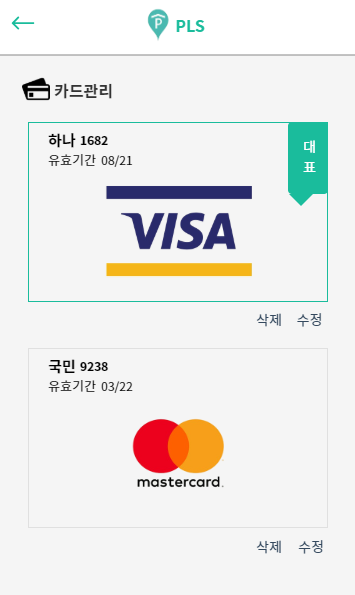 PLS
카드관리
하나 1682
유효기간 08/21
대
표
VISA
삭제 수정
국민 9238
유효기간 03/22
mastercard.
삭제 수정